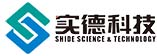 实德科技
SHIDE SCIENCE & TECHNOLOGY